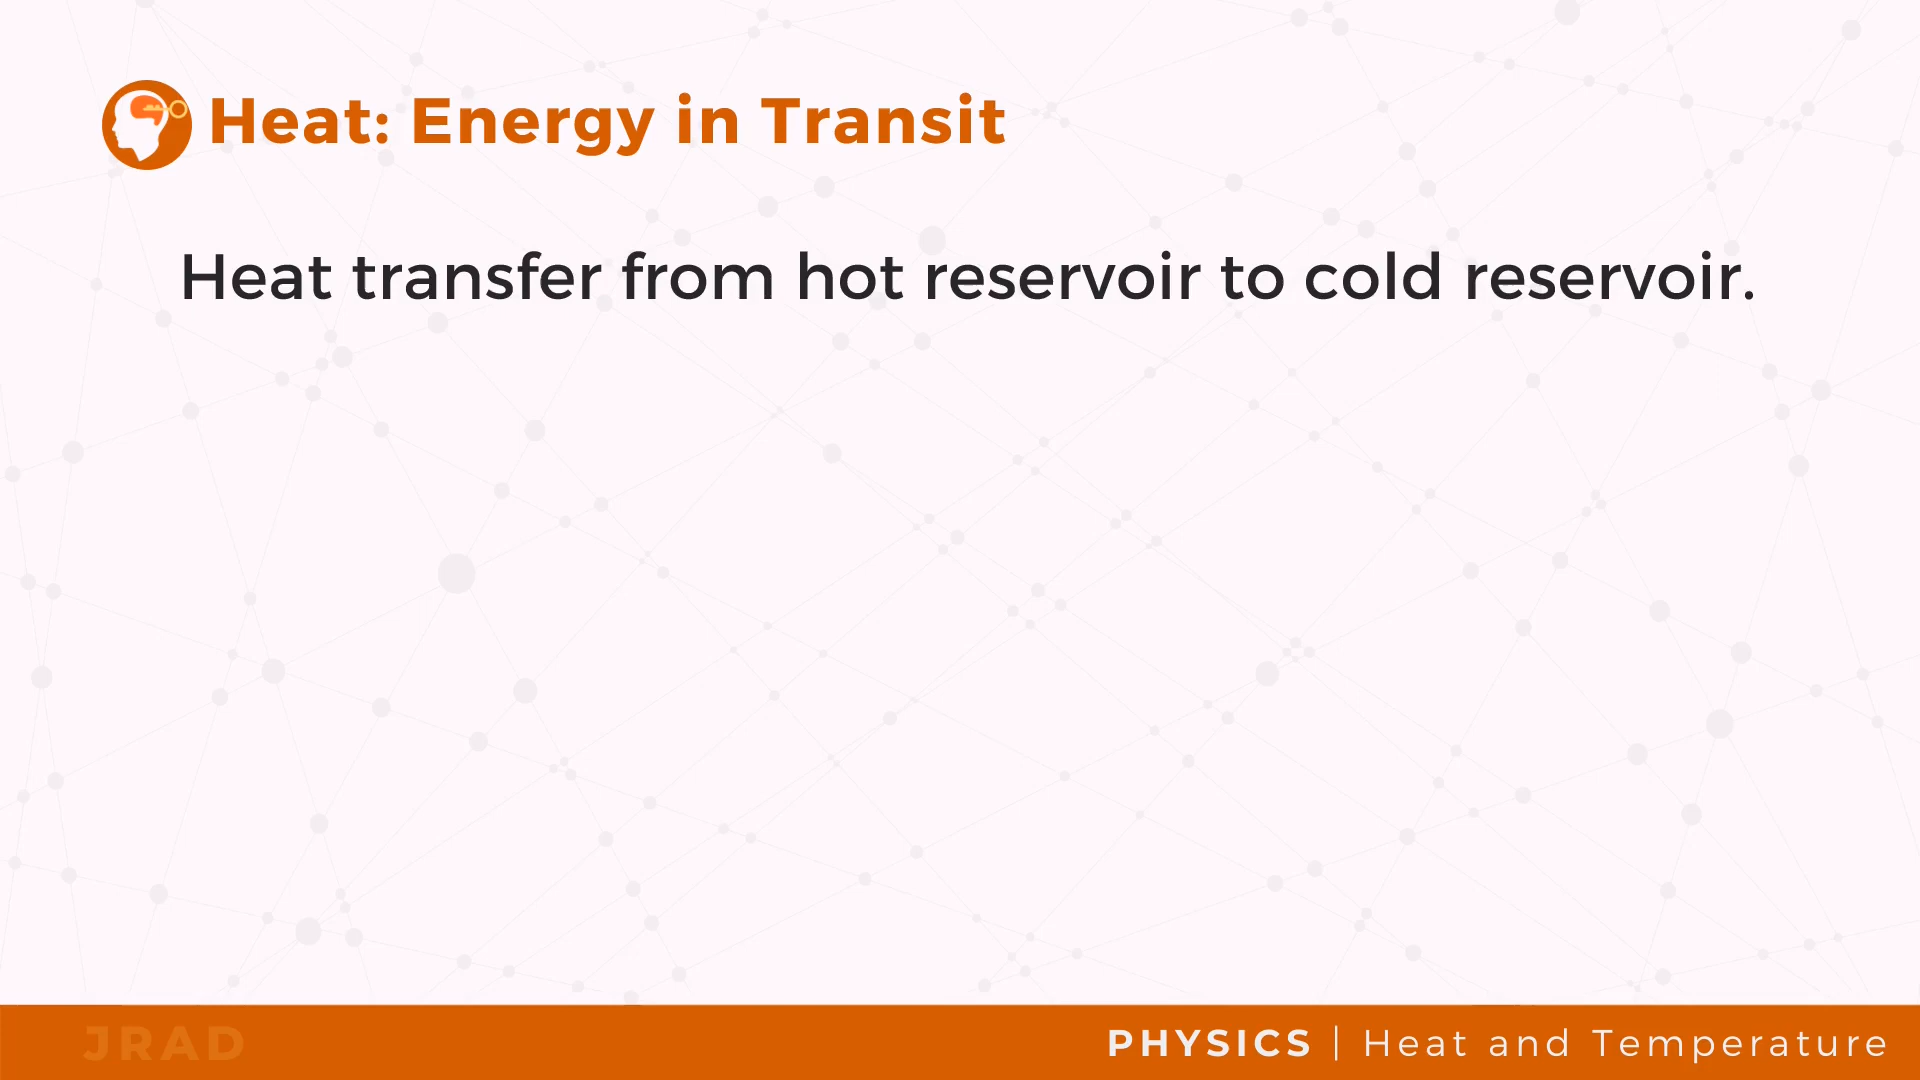 Heat: Energy in Transit
Heat transfer from hot reservoir to cold reservoir.
JRAD
PHYSICS | Heat and Temperature